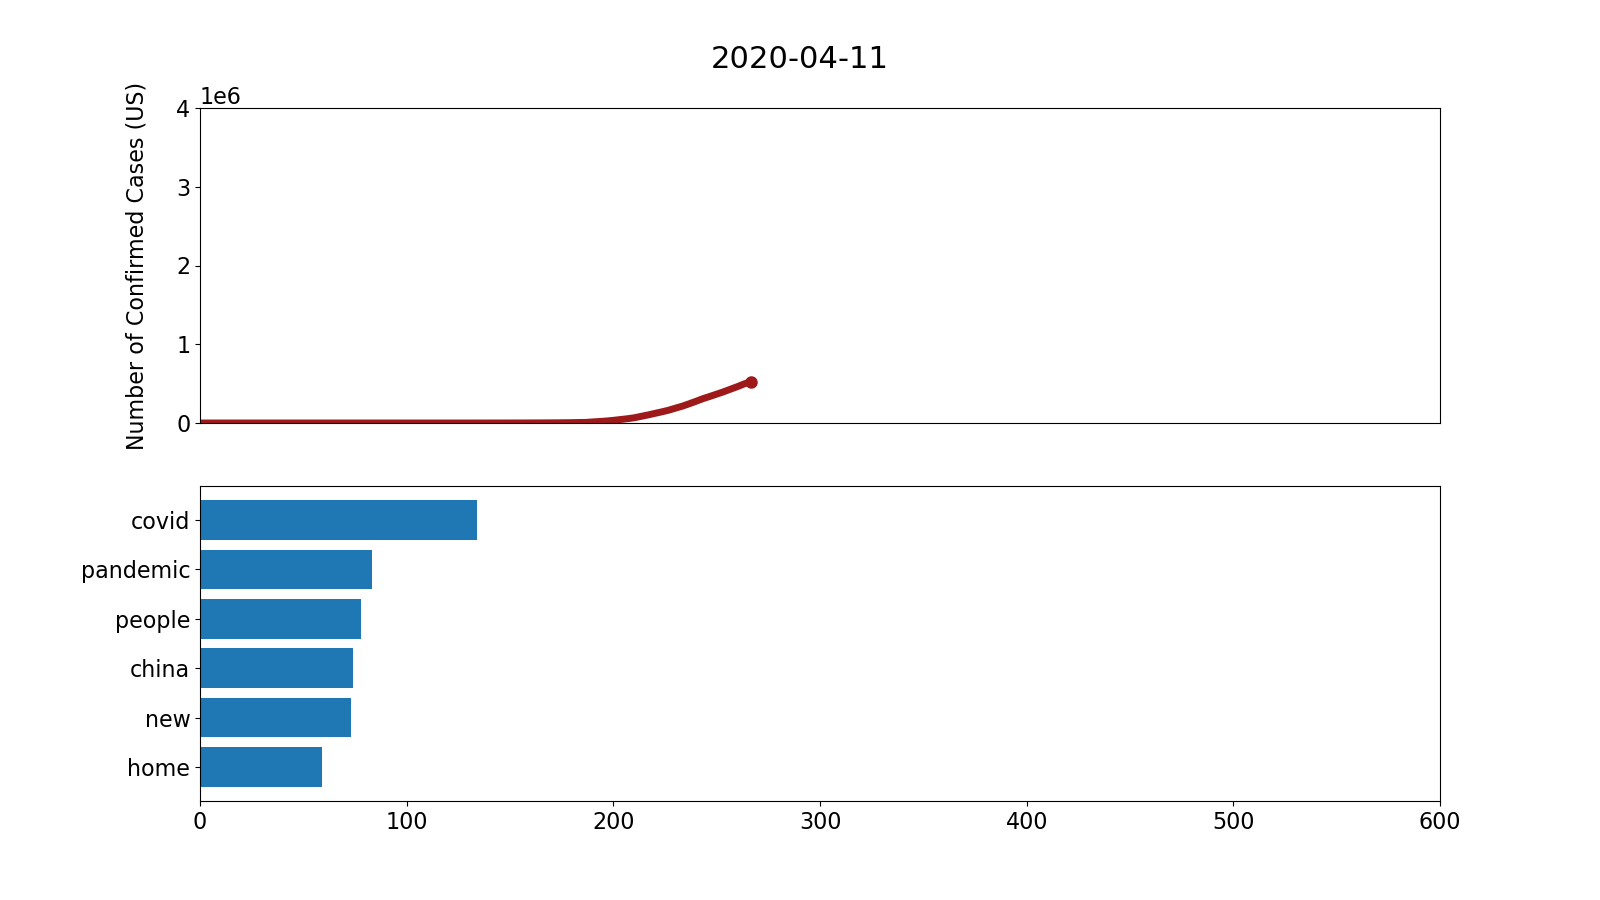 2020-04-11
1e6
Number of Confirmed Cases (US)
4
3
2
1
0
covid
pandemic
people
china
new
home
0 100 200 300 400 500 600